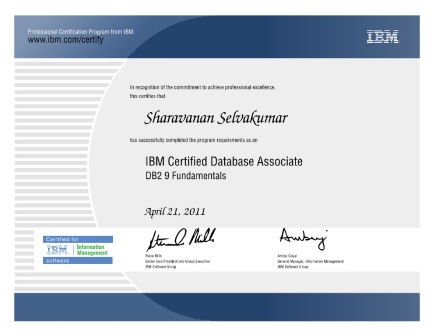 Professional Certification Program from IBM.
www.ibm.com/certify
IBM
In recognition of the commitment to achieve professional excellence,
this certifies that
Sharavanan Selvakumar
has successfully completed the program requirements as an
IBM Certified Database Associate
DB2 9 Fundamentals
April 21, 2011
Certified for
IBM Information
Management
software
Steve Mills
Senior Vice President and Group Executive
IBM Software Group
Ambuj Goyal
General Manager, Information Management
IBM Software Group